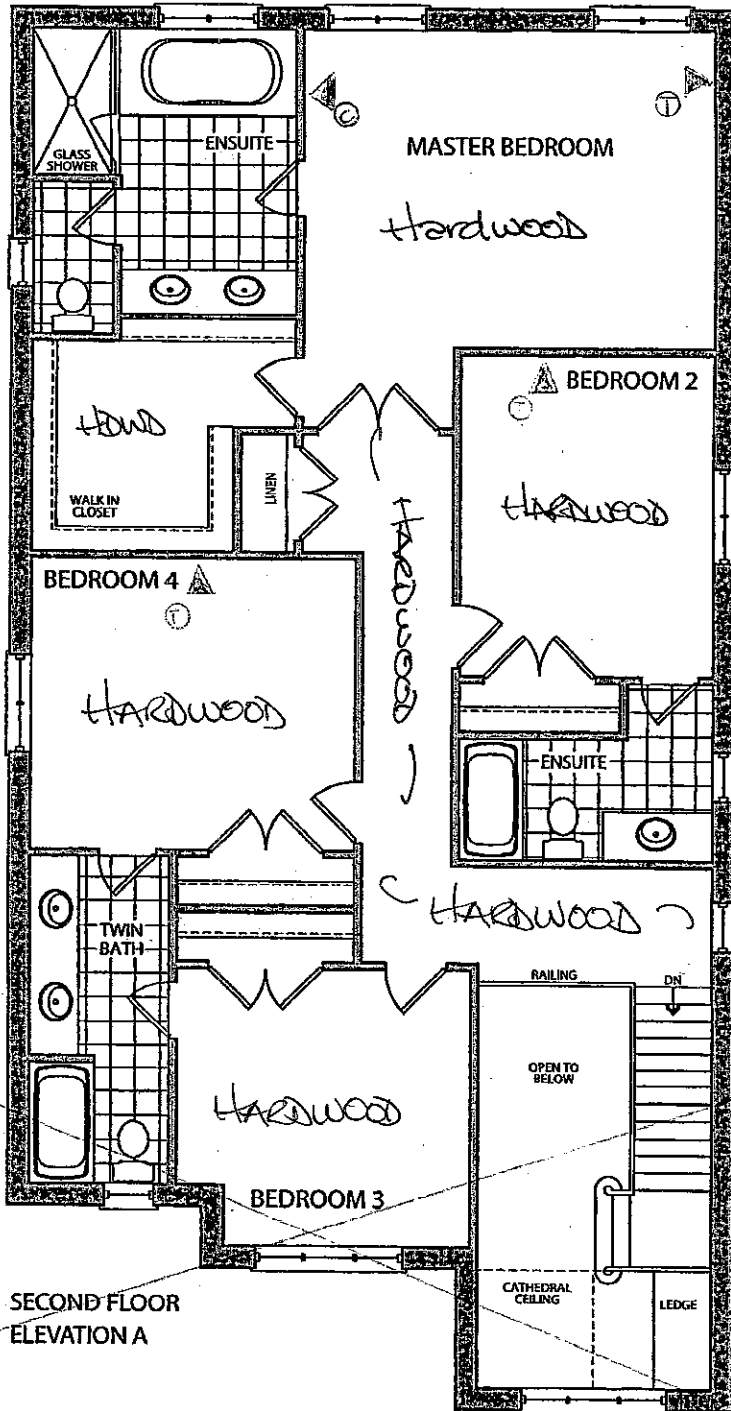 GLASS
SHOWER
ENSUITE
C
T
MASTER BEDROOM
Hardwood
T
BEDROOM 2
HDWD
WALK IN
CLOSET
LINEN
HARDWOOD
HARDWOOD
BEDROOM 4
T
HARDWOOD
ENSUITE
TWIN
BATH
HARDWOOD
RAILING
DN
OPEN TO
BELOW
HARDWOOD
BEDROOM 3
CATHEDRAL
CEILING
LEDGE
SECOND FLOOR
ELEVATION A